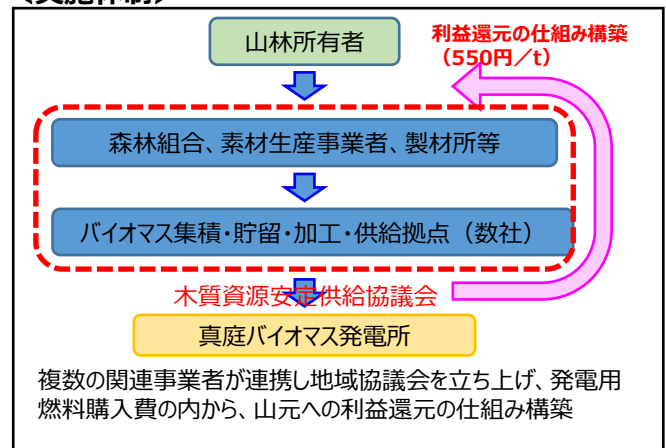 〈実施体制〉
山林所有者
利益還元の仕組み構築
（550円／t）
森林組合、素材生産事業者、製材所等
バイオマス集積・貯留・加工・供給拠点（数社）
木質資源安定供給協議会
真庭バイオマス発電所
複数の関連事業者が連携し地域協議会を立ち上げ、発電用
燃料購入費の内から、山元への利益還元の仕組み構築